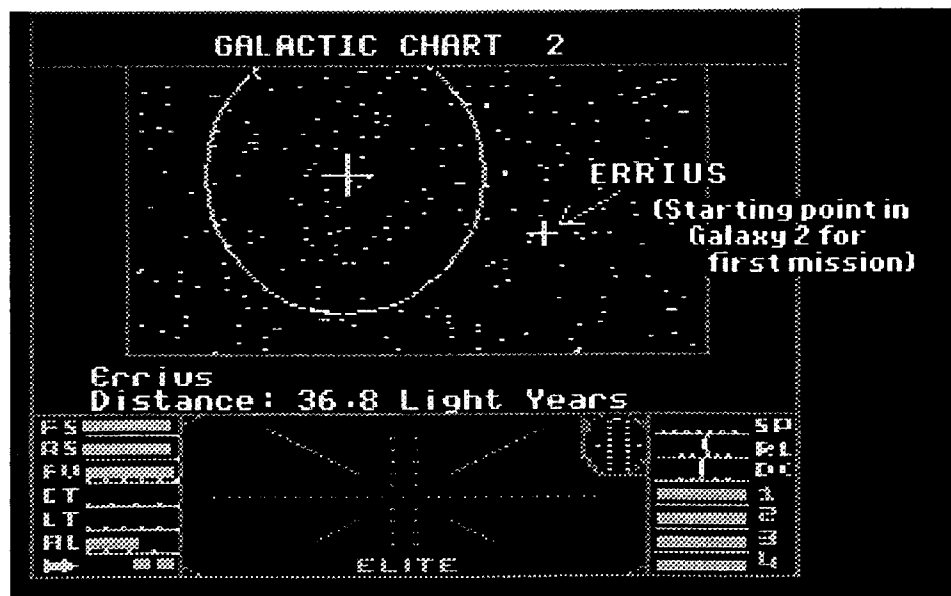 GALACTIC CHART 2
ERRIUS
(Starting point in
Galaxy 2 for
first mission)
Errius
Distance: 36.8 Light Years
FS
AS
FV
CT
LT
AL
SP
RL
DC
1
2
3
4
ELITE